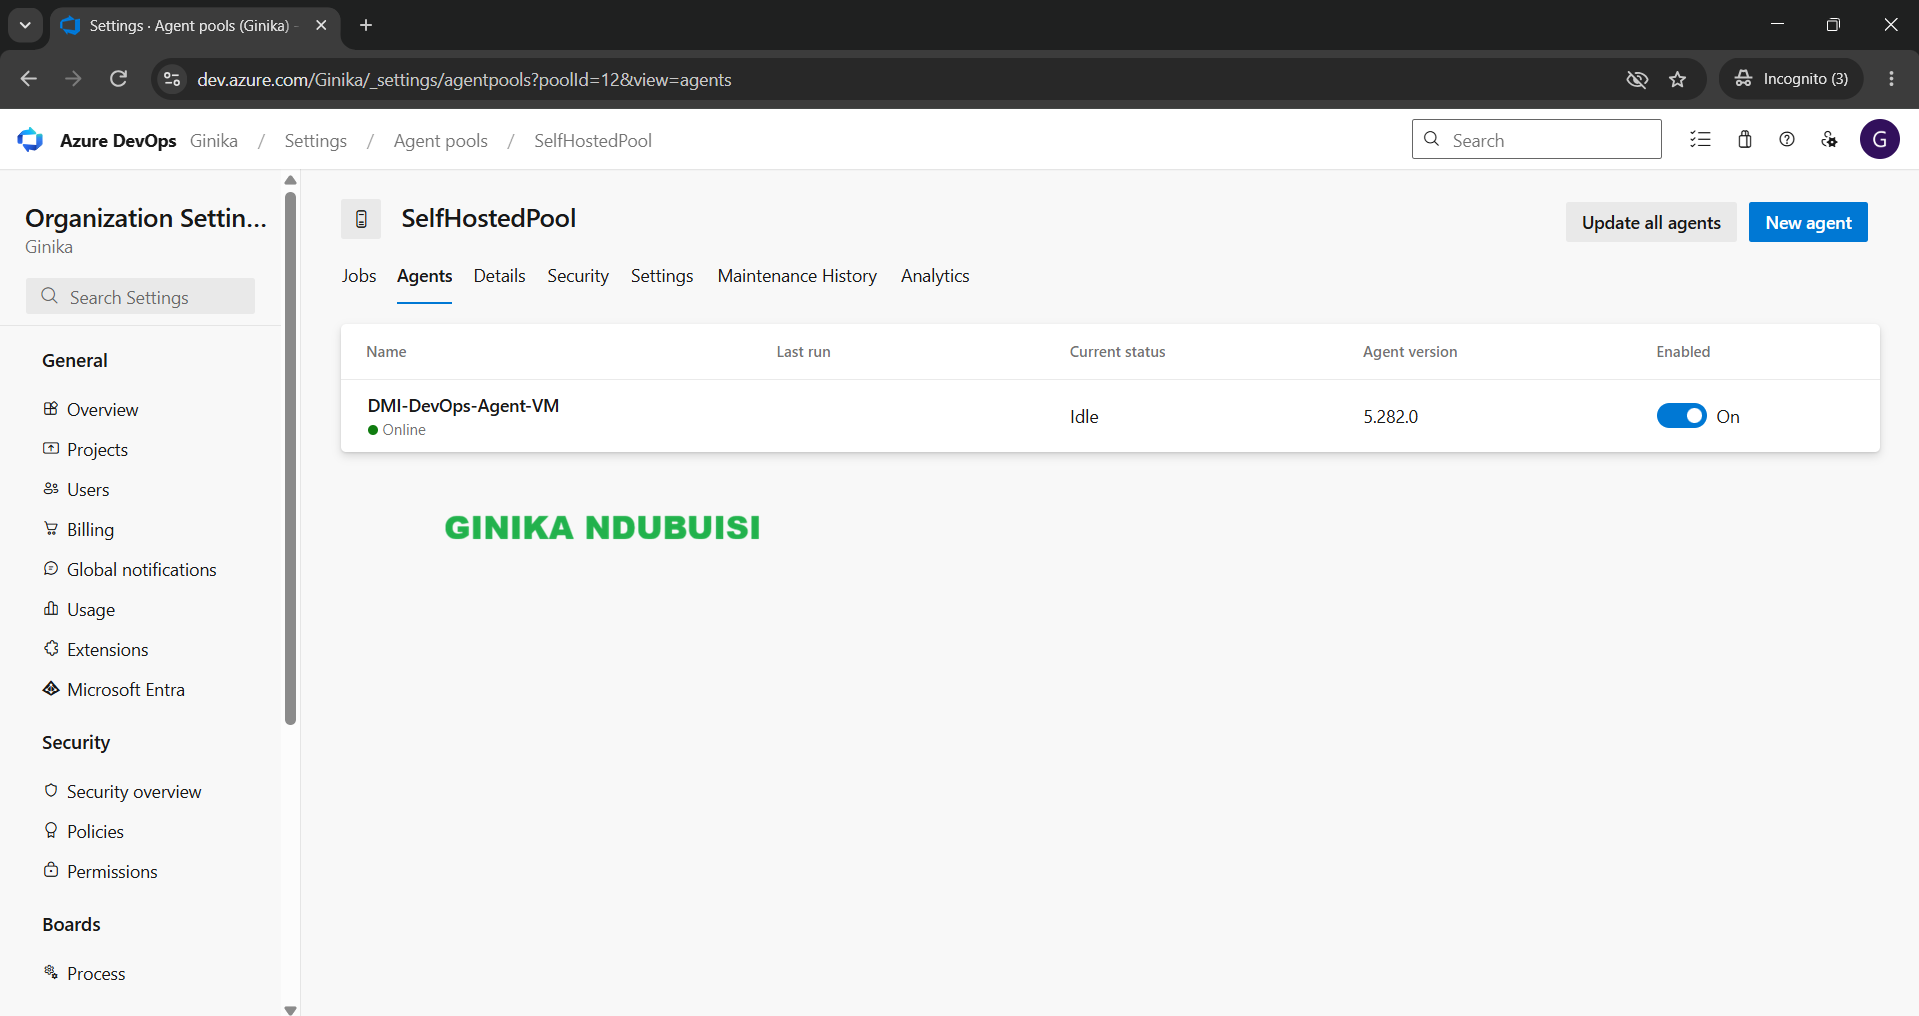 Settings · Agent pools (Ginika) -
dev.azure.com/Ginika/_settings/agentpools?poolId=12&view=agents
Incognito (3)
Azure DevOps Ginika / Settings / Agent pools / SelfHostedPool
Search
G
Organization Settin...
Ginika
Search Settings
General
Overview
Projects
Users
Billing
Global notifications
Usage
Extensions
Microsoft Entra
Security
Security overview
Policies
Permissions
Boards
Process
SelfHostedPool
Update all agents
New agent
Jobs Agents Details Security Settings Maintenance History Analytics
Name Last run Current status Agent version Enabled
DMI-DevOps-Agent-VM
Online
Idle 5.282.0 On
GINIKA NDUBUISI